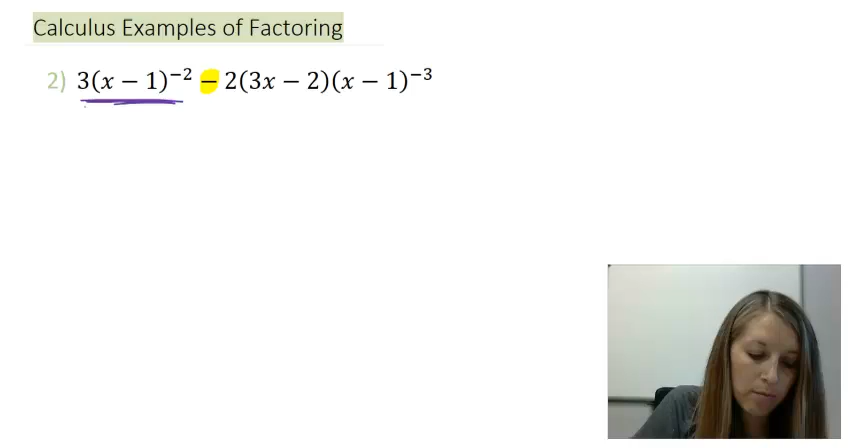 Calculus Examples of Factoring
2) 3(x − 1)⁻² − 2(3x − 2)(x − 1)⁻³